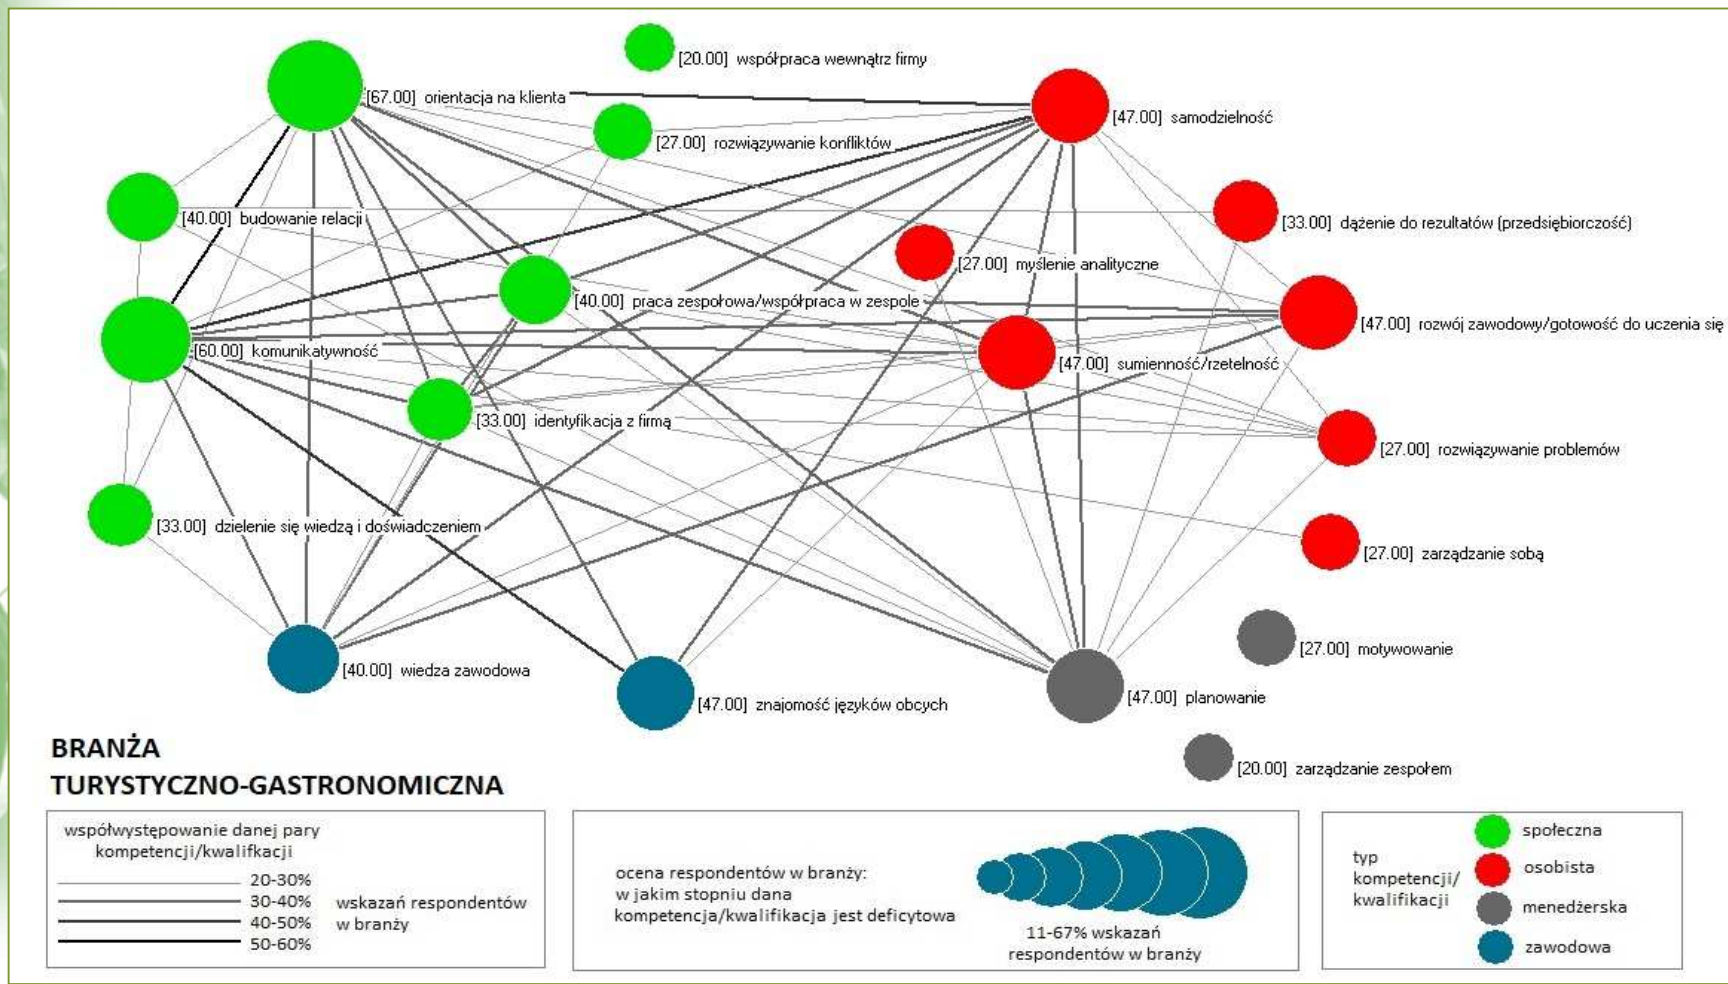 [20.00] współpraca wewnątrz firmy
[67.00] orientacja na klienta
[47.00] samodzielność
[27.00] rozwiązywanie konfliktów
[40.00] budowanie relacji
[33.00] dążenie do rezultatów (przedsiębiorczość)
[27.00] myślenie analityczne
[40.00] praca zespołowa/współpraca w zespole
[47.00] rozwój zawodowy/gotowość do uczenia się
[60.00] komunikatywność
[47.00] sumienność/rzetelność
[33.00] identyfikacja z firmą
[27.00] rozwiązywanie problemów
[33.00] dzielenie się wiedzą i doświadczeniem
[27.00] zarządzanie sobą
[27.00] motywowanie
[40.00] wiedza zawodowa
[47.00] znajomość języków obcych
[47.00] planowanie
[20.00] zarządzanie zespołem
BRANŻA
TURYSTYCZNO-GASTRONOMICZNA
współwystępowanie danej pary
kompetencji/kwalifkacji
20-30%
30-40%
40-50%
50-60%
wskazań respondentów
w branży
ocena respondentów w branży:
w jakim stopniu dana
kompetencja/kwalifikacja jest deficytowa
11-67% wskazań
respondentów w branży
typ
kompetencji/
kwalifikacji
społeczna
osobista
menedżerska
zawodowa